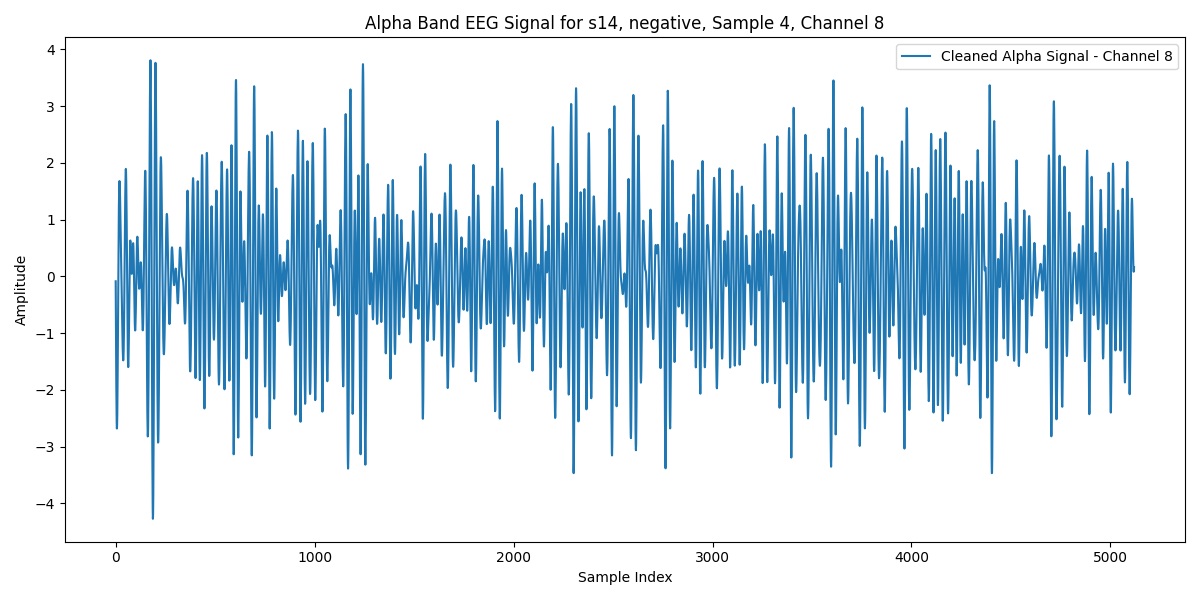 Alpha Band EEG Signal for s14, negative, Sample 4, Channel 8
Cleaned Alpha Signal - Channel 8
Amplitude
4
3
2
1
0
−1
−2
−3
−4
0 1000 2000 3000 4000 5000
Sample Index